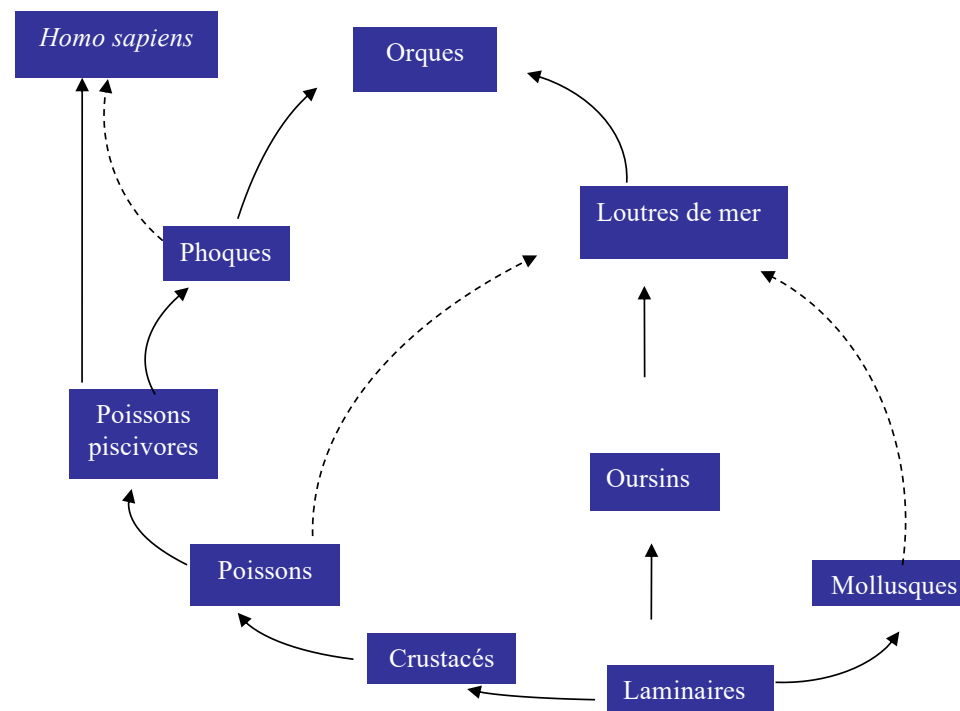 Homo sapiens
Orques
Loutres de mer
Phoques
Poissons
piscivores
Oursins
Poissons
Mollusques
Crustacés
Laminaires